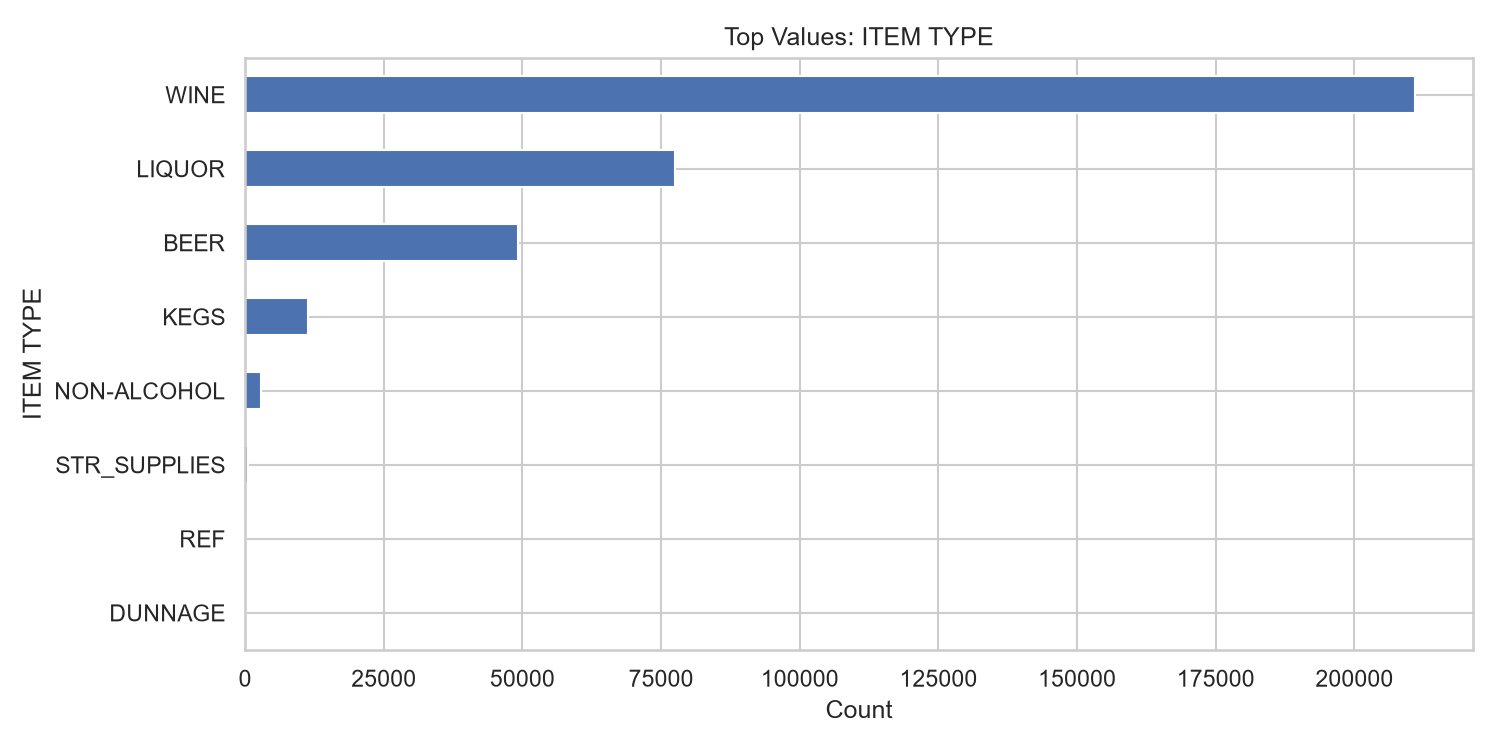 Top Values: ITEM TYPE
WINE
LIQUOR
BEER
KEGS
NON-ALCOHOL
STR_SUPPLIES
REF
DUNNAGE
ITEM TYPE
0 25000 50000 75000 100000 125000 150000 175000 200000
Count